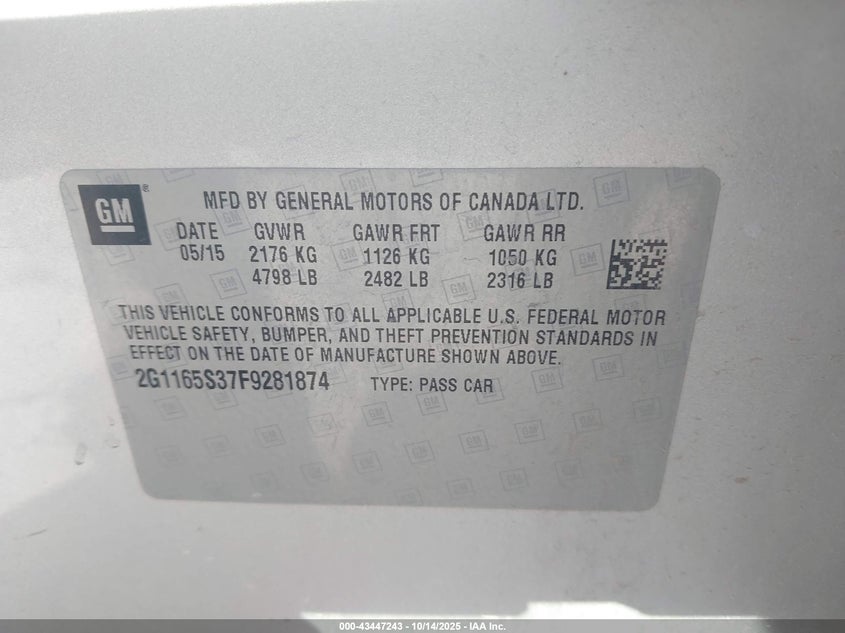 GM ®
MFD BY GENERAL MOTORS OF CANADA LTD.
DATE GVWR GAWR FRT GAWR RR
05/15 2176 KG 1126 KG 1050 KG
4798 LB 2482 LB 2316 LB
THIS VEHICLE CONFORMS TO ALL APPLICABLE U.S. FEDERAL MOTOR
VEHICLE SAFETY, BUMPER, AND THEFT PREVENTION STANDARDS IN
EFFECT ON THE DATE OF MANUFACTURE SHOWN ABOVE.
2G1165S37F9281874 TYPE: PASS CAR
000-43447243 - 10/14/2025 - IAA Inc.